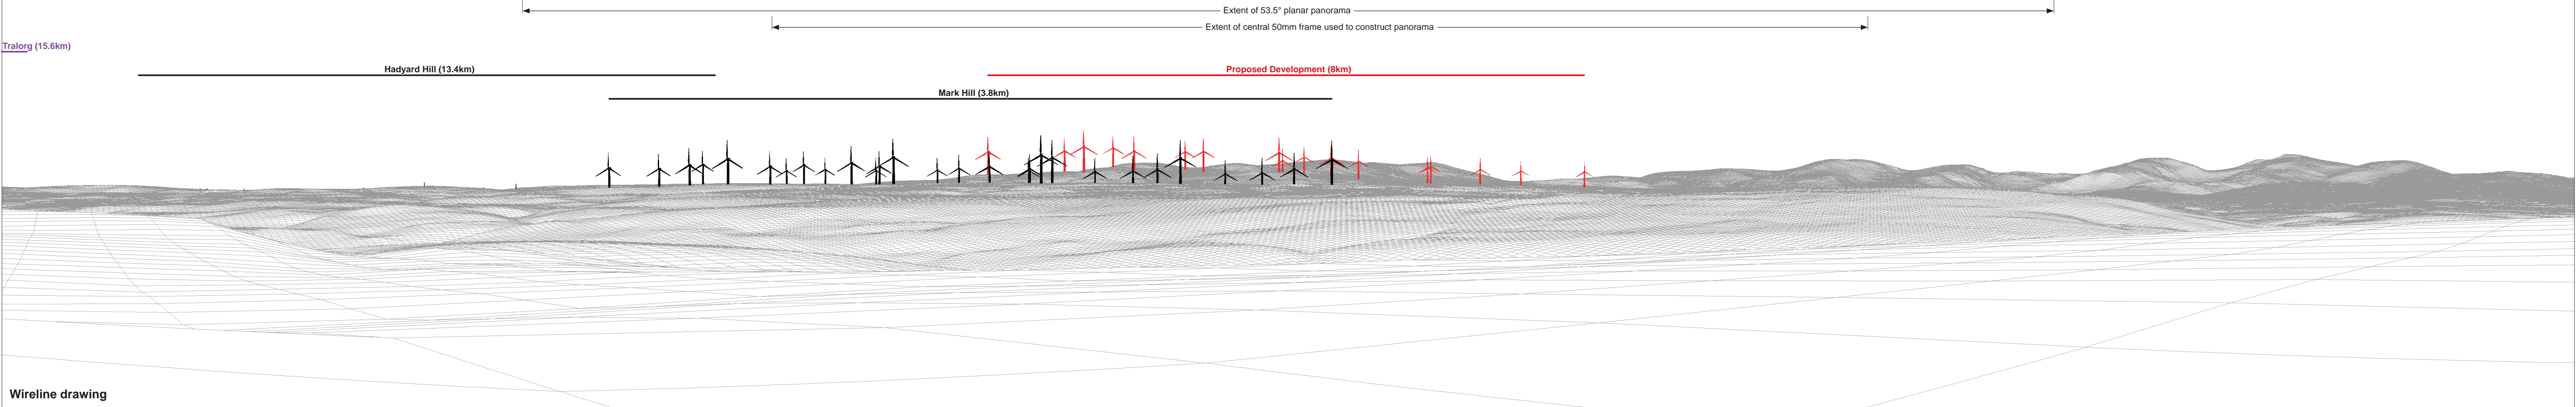 Extent of 53.5° planar panorama
Extent of central 50mm frame used to construct panorama
Tralorg (15.6km)
Hadyard Hill (13.4km)
Proposed Development (8km)
Mark Hill (3.8km)
Wireline drawing